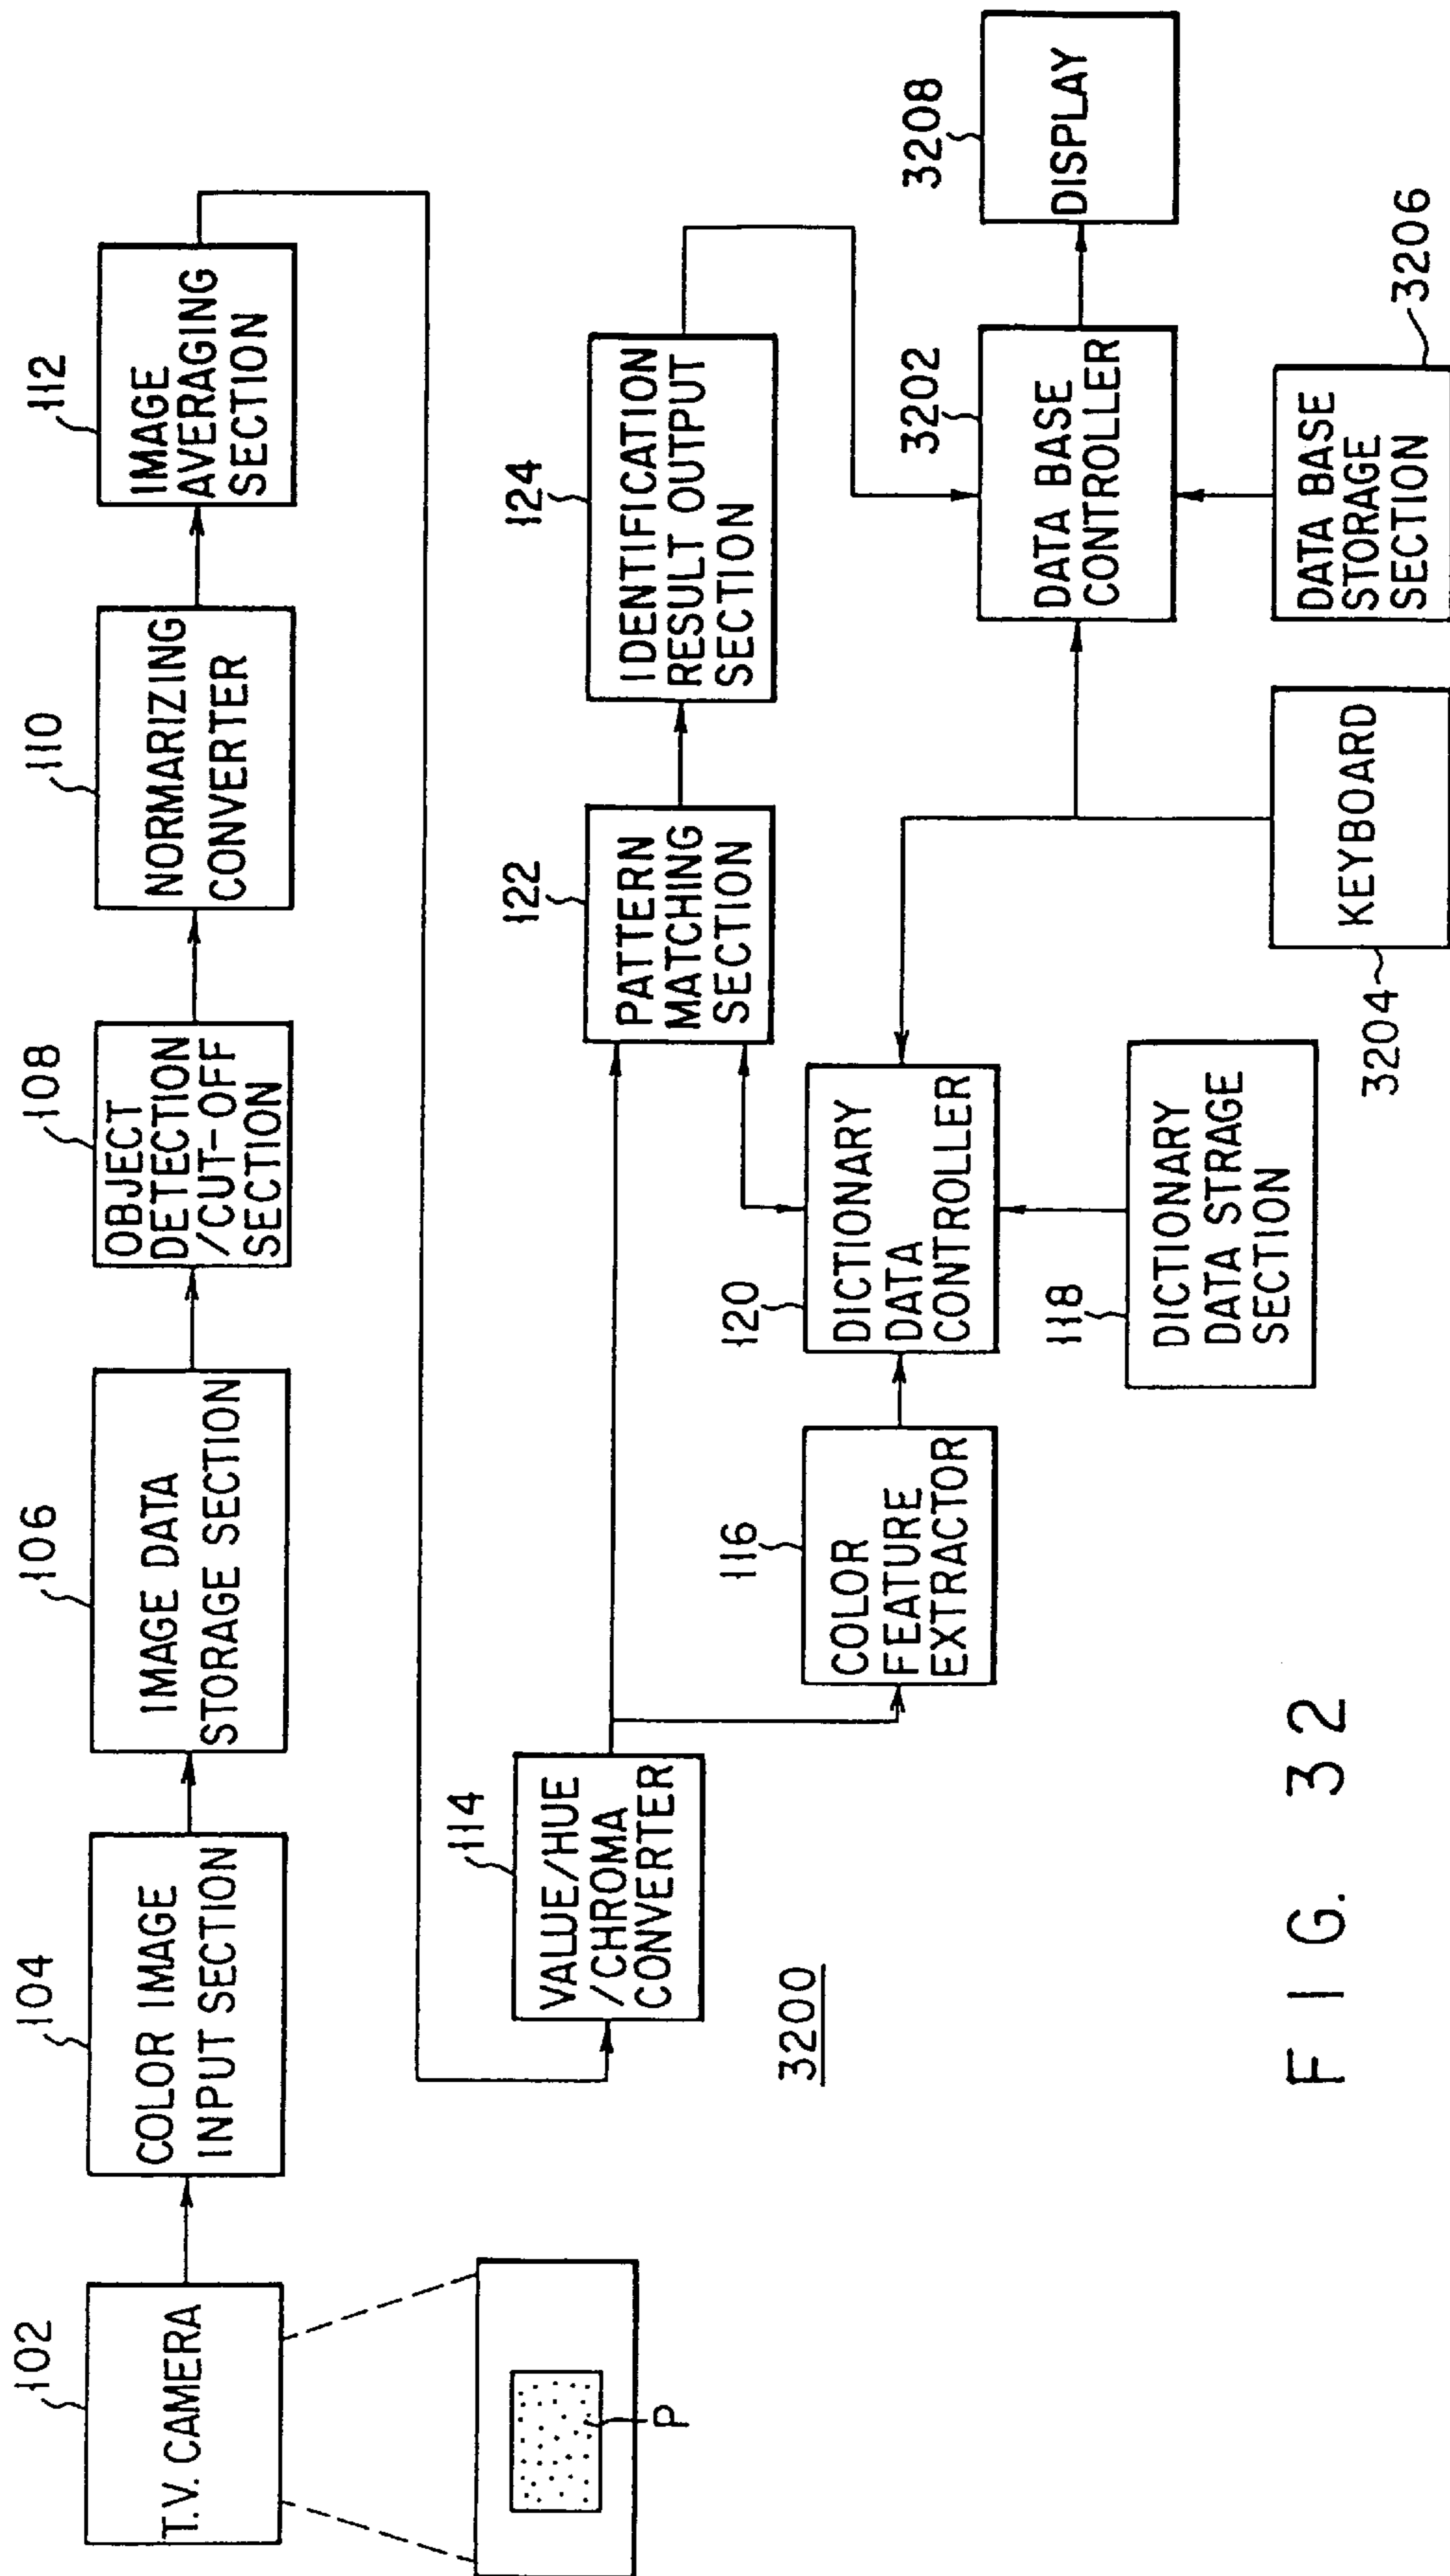 102
T.V. CAMERA
P
104
COLOR IMAGE
INPUT SECTION
106
IMAGE DATA
STORAGE SECTION
108
OBJECT
DETECTION
/CUT-OFF
SECTION
110
NORMARIZING
CONVERTER
112
IMAGE
AVERAGING
SECTION
114
VALUE/HUE
/CHROMA
CONVERTER
116
COLOR
FEATURE
EXTRACTOR
120
DICTIONARY
DATA
CONTROLLER
118
DICTIONARY
DATA STRAGE
SECTION
122
PATTERN
MATCHING
SECTION
124
IDENTIFICATION
RESULT OUTPUT
SECTION
3202
DATA BASE
CONTROLLER
3208
DISPLAY
3204
KEYBOARD
3206
DATA BASE
STORAGE
SECTION
3200
FIG. 32